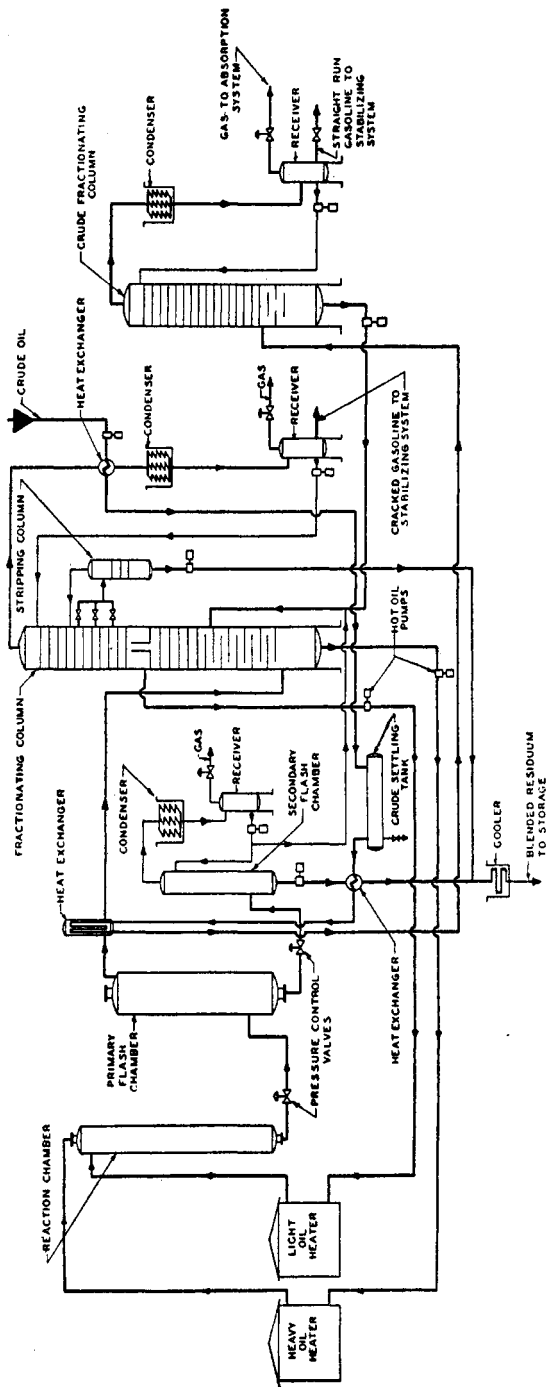 HEAVY
OIL
HEATER
LIGHT
OIL
HEATER
REACTION CHAMBER
PRESSURE CONTROL
VALVES
PRIMARY
FLASH
CHAMBER
HEAT EXCHANGER
CONDENSER
GAS
RECEIVER
SECONDARY
FLASH
CHAMBER
CRUDE SETTLING
TANK
HEAT EXCHANGER
COOLER
BLENDED RESIDUUM
TO STORAGE
FRACTIONATING COLUMN
STRIPPING COLUMN
HOT OIL
PUMPS
CRUDE OIL
HEAT EXCHANGER
CONDENSER
GAS
RECEIVER
CRACKED GASOLINE TO
STABILIZING SYSTEM
CRUDE FRACTIONATING
COLUMN
CONDENSER
GAS TO ABSORPTION
SYSTEM
RECEIVER
STRAIGHT RUN
GASOLINE TO
STABILIZING
SYSTEM